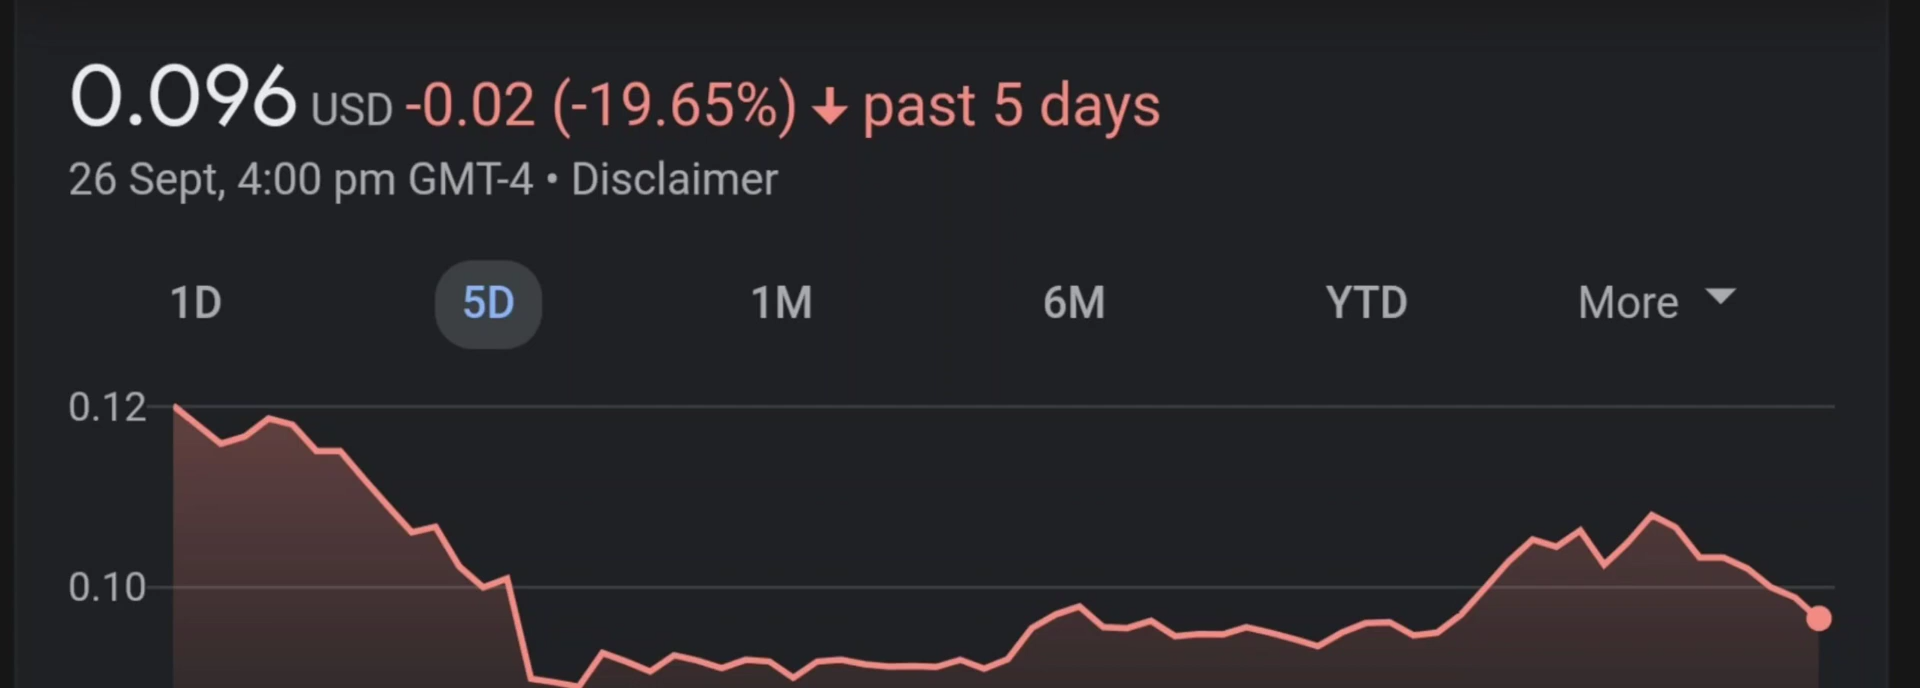 0.096 USD -0.02 (-19.65%) ↓ past 5 days
26 Sept, 4:00 pm GMT-4 • Disclaimer
1D 5D 1M 6M YTD More
0.12
0.10